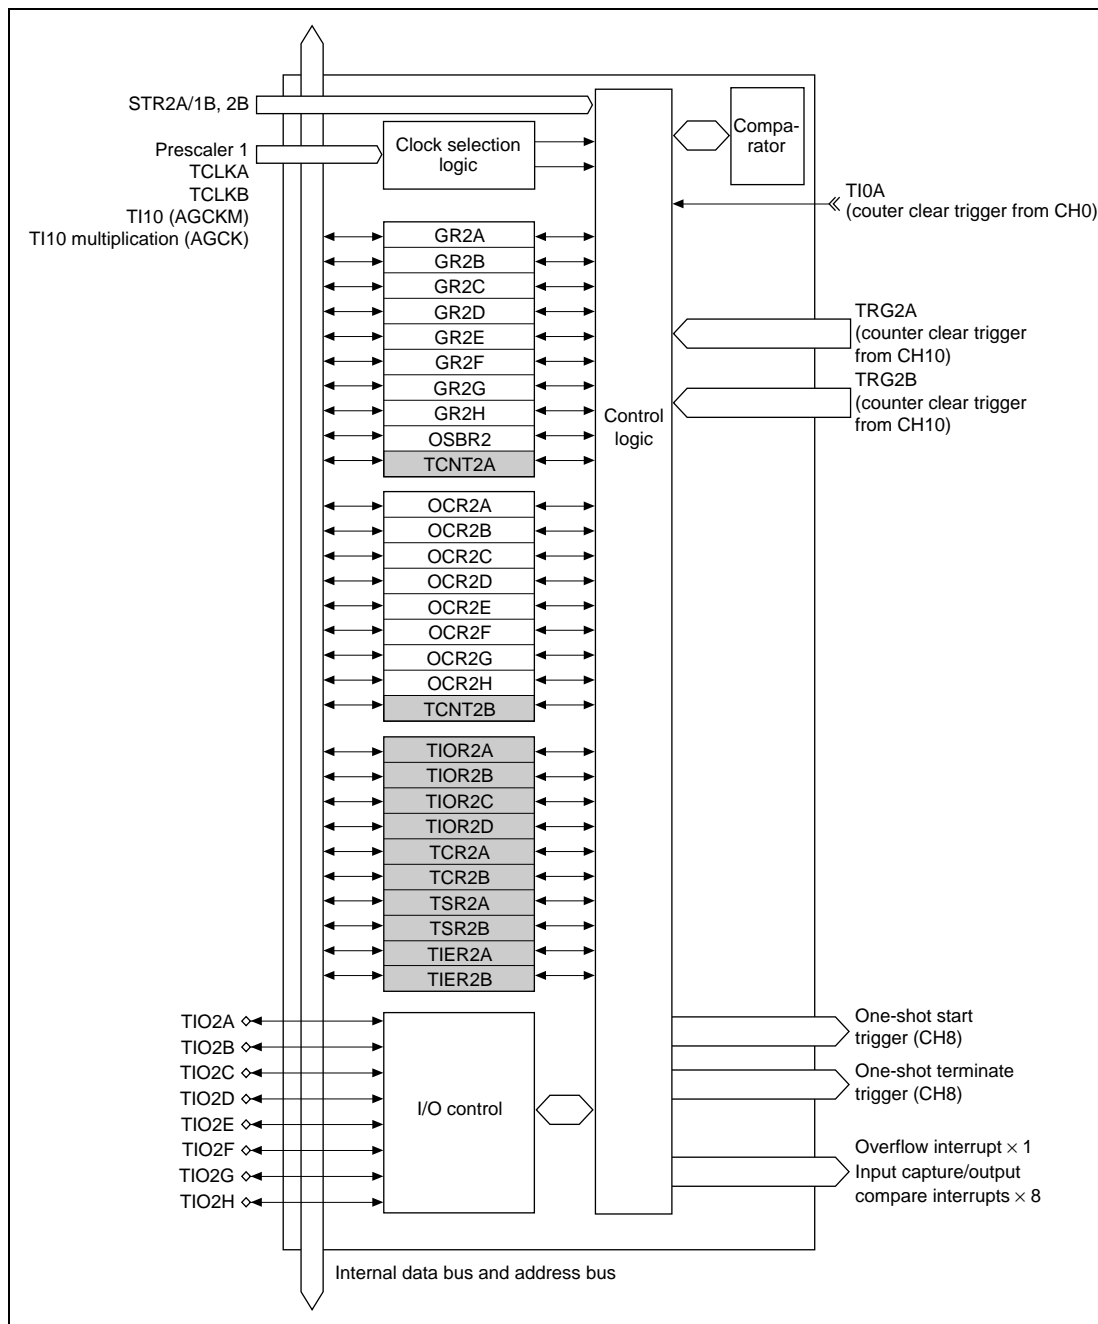 STR2A/1B, 2B
Prescaler 1
TCLKA
TCLKB
TI10 (AGCKM)
TI10 multiplication (AGCK)
Clock selection
logic
Compa-
rator
TI0A
(couter clear trigger from CH0)
TRG2A
(counter clear trigger
from CH10)
TRG2B
(counter clear trigger
from CH10)
Control
logic
GR2A
GR2B
GR2C
GR2D
GR2E
GR2F
GR2G
GR2H
OSBR2
TCNT2A
OCR2A
OCR2B
OCR2C
OCR2D
OCR2E
OCR2F
OCR2G
OCR2H
TCNT2B
TIOR2A
TIOR2B
TIOR2C
TIOR2D
TCR2A
TCR2B
TSR2A
TSR2B
TIER2A
TIER2B
TIO2A
TIO2B
TIO2C
TIO2D
TIO2E
TIO2F
TIO2G
TIO2H
I/O control
One-shot start
trigger (CH8)
One-shot terminate
trigger (CH8)
Overflow interrupt × 1
Input capture/output
compare interrupts × 8
Internal data bus and address bus